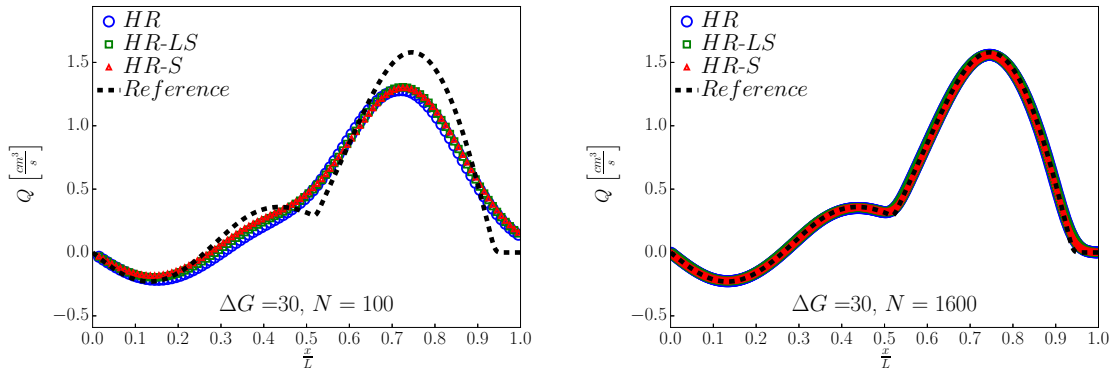 HR
HR-LS
HR-S
Reference
1.5
1.0
0.5
0.0
−0.5
Q [cm³/s]
ΔG =30, N = 100
0.0 0.1 0.2 0.3 0.4 0.5 0.6 0.7 0.8 0.9 1.0
x/L
HR
HR-LS
HR-S
Reference
1.5
1.0
0.5
0.0
−0.5
Q [cm³/s]
ΔG =30, N = 1600
0.0 0.1 0.2 0.3 0.4 0.5 0.6 0.7 0.8 0.9 1.0
x/L